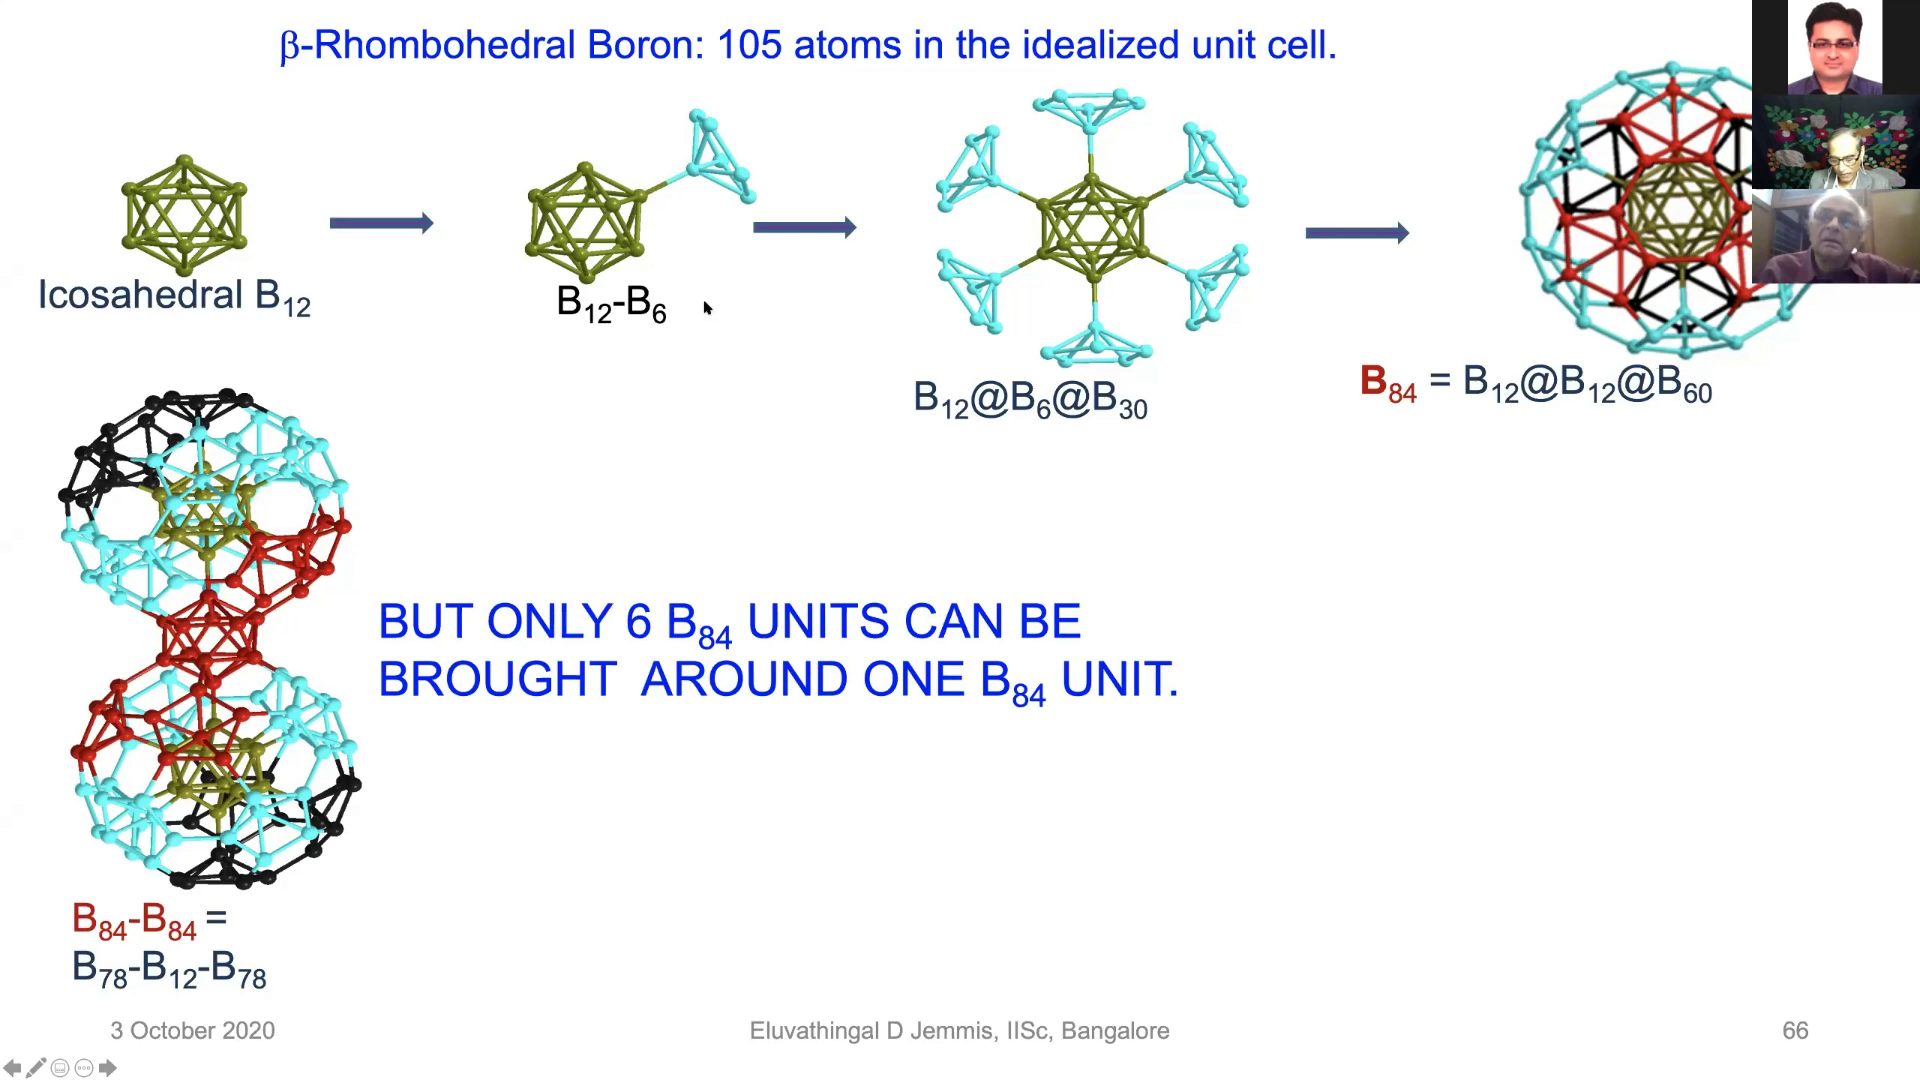 β-Rhombohedral Boron: 105 atoms in the idealized unit cell.
Icosahedral B₁₂
B₁₂-B₆
B₁₂@B₆@B₃₀
B₈₄ = B₁₂@B₁₂@B₆₀
BUT ONLY 6 B₈₄ UNITS CAN BE
BROUGHT AROUND ONE B₈₄ UNIT.
B₈₄-B₈₄ =
B₇₈-B₁₂-B₇₈
3 October 2020
Eluvathingal D Jemmis, IISc, Bangalore
66